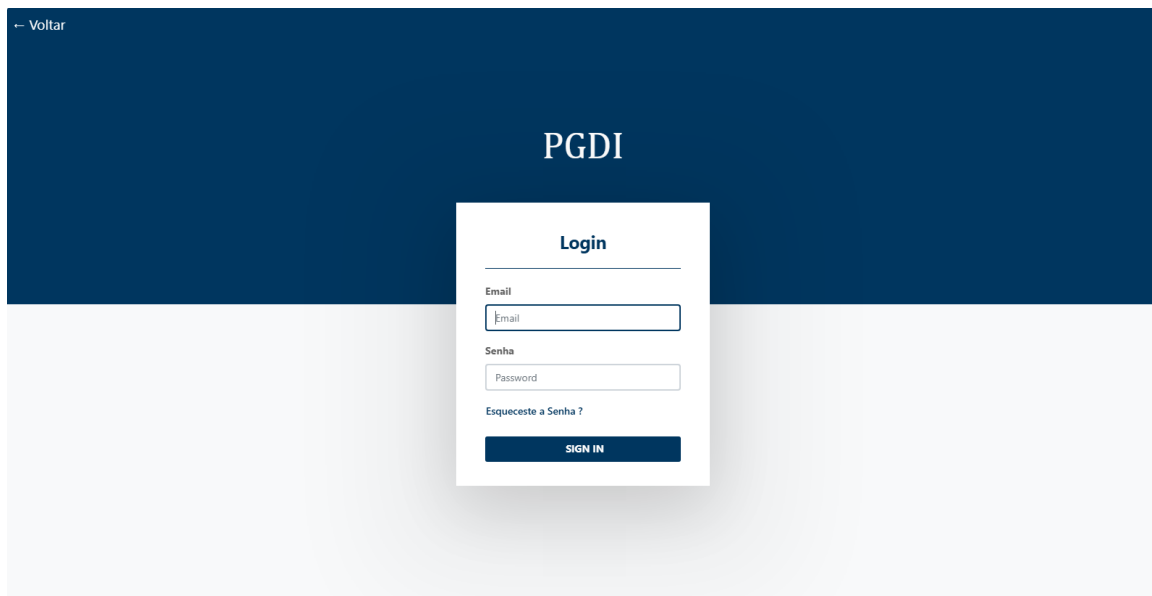 ← Voltar
PGDI
Login
Email
Email
Senha
Password
Esqueceste a Senha ?
SIGN IN